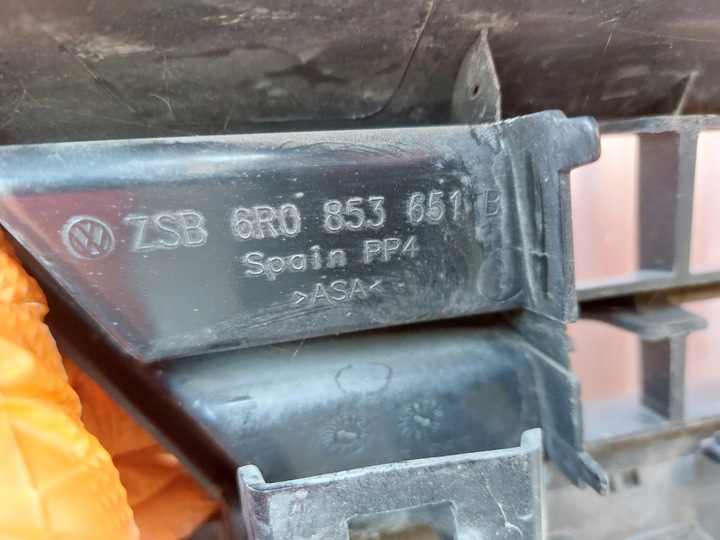 ZSB 6R0 853 651 B
Spain PP4
>ASA<